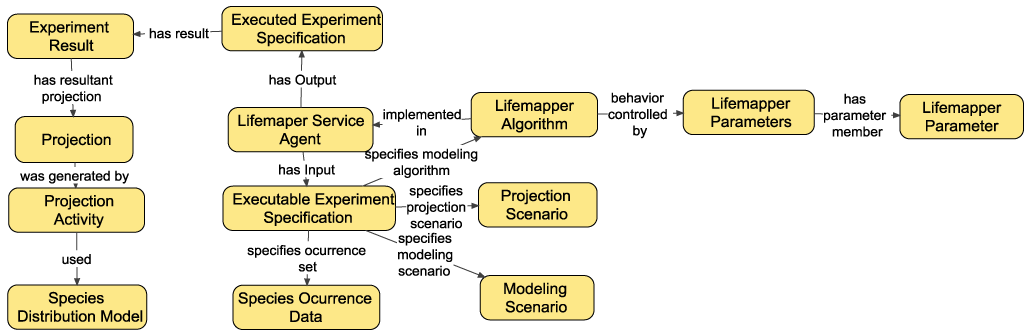 Experiment
Result
has result
Executed Experiment
Specification
has resultant
projection
has Output
Projection
Lifemaper Service
Agent
implemented
in
Lifemapper
Algorithm
behavior
controlled
by
Lifemapper
Parameters
has
parameter
member
Lifemapper
Parameter
was generated by
has Input
specifies modeling
algorithm
Projection
Activity
Executable Experiment
Specification
specifies
projection
scenario
Projection
Scenario
used
specifies ocurrence
set
specifies
modeling
scenario
Species
Distribution Model
Species Ocurrence
Data
Modeling
Scenario